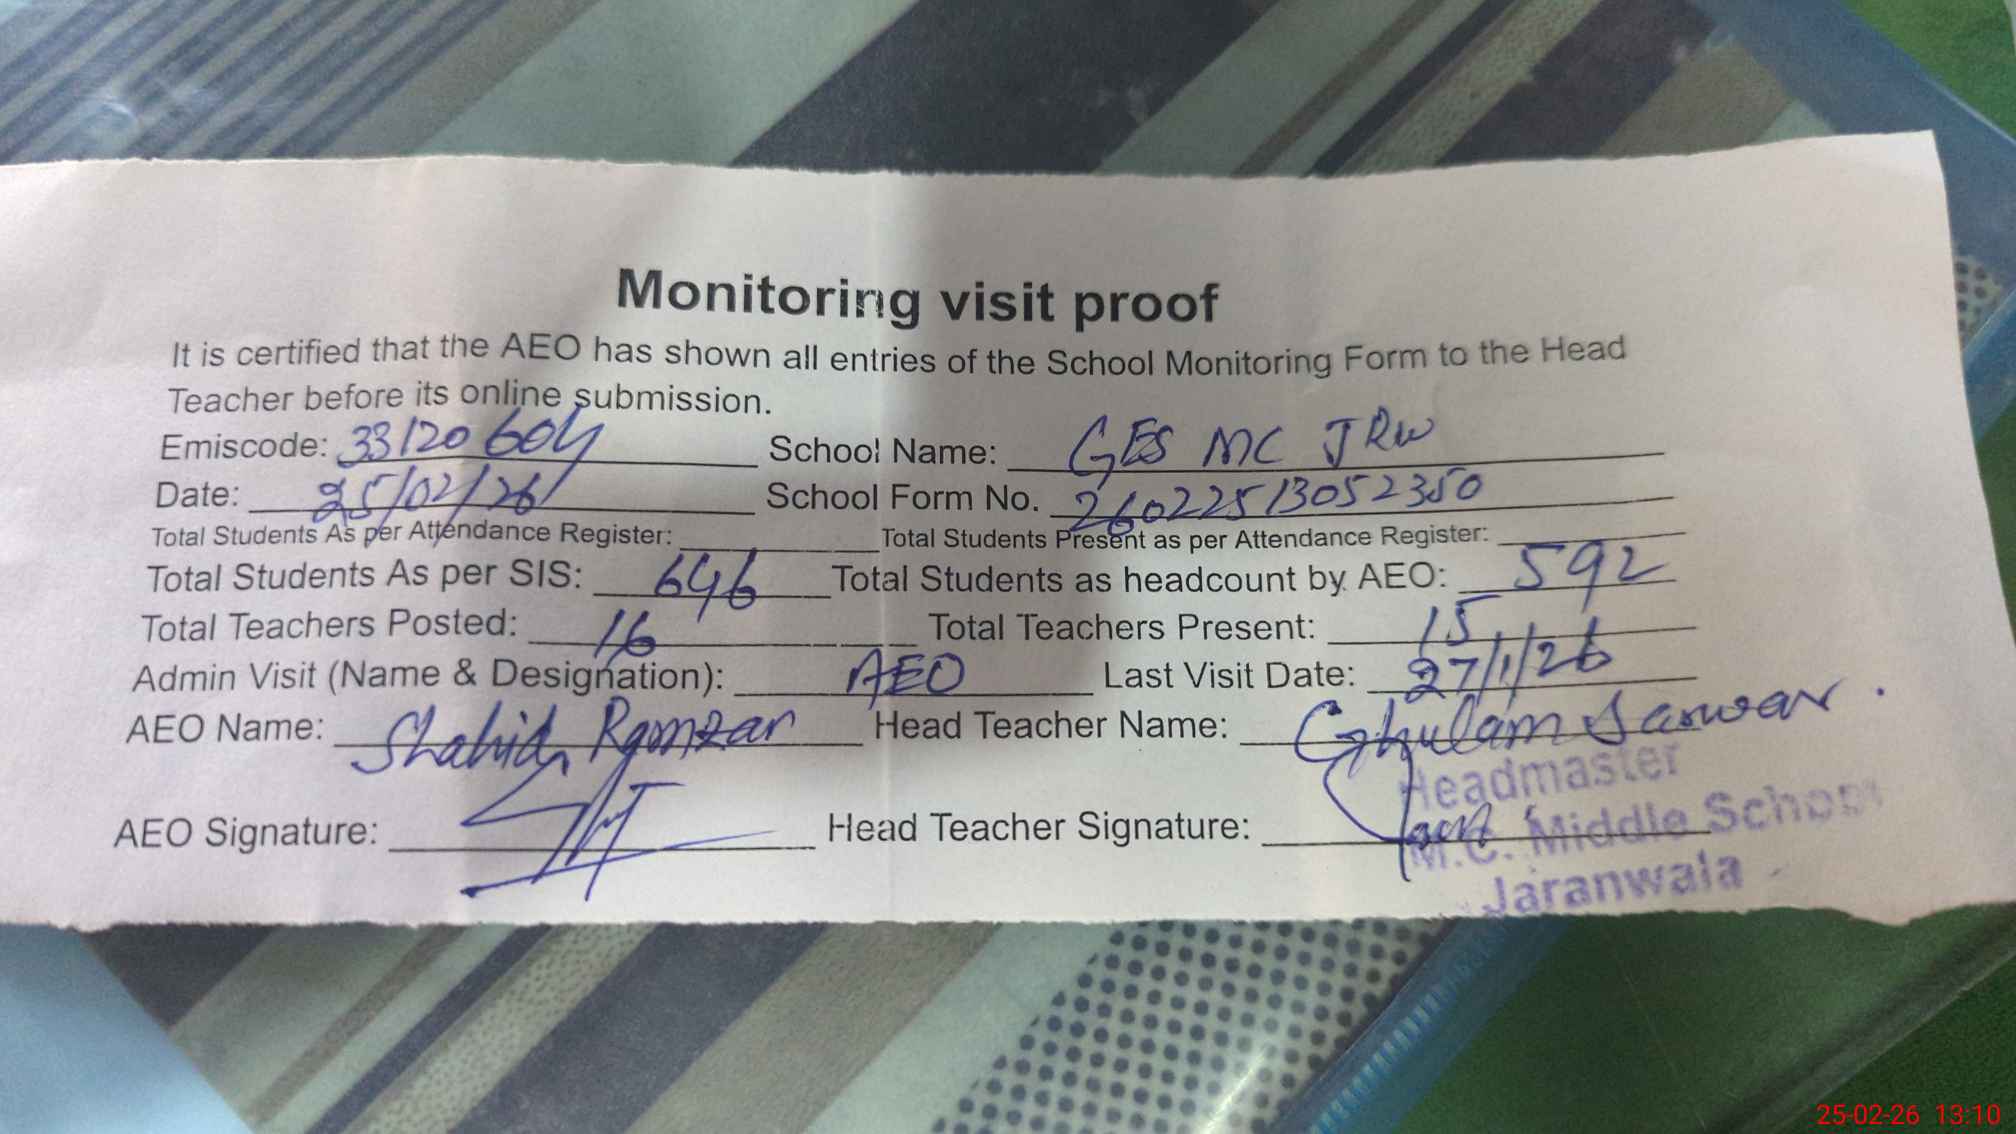 Monitoring visit proof
It is certified that the AEO has shown all entries of the School Monitoring Form to the Head
Teacher before its online submission.
Emiscode: 33120604 School Name: GES MC JRW
Date: 25/02/26 School Form No. 26022513052350
Total Students As per Attendance Register: Total Students Present as per Attendance Register:
Total Students As per SIS: 646 Total Students as headcount by AEO: 592
Total Teachers Posted: 16 Total Teachers Present: 15
Admin Visit (Name & Designation): AEO Last Visit Date: 27/1/26
AEO Name: Shahid Ramzan Head Teacher Name: Ghulam Sarwar.
AEO Signature: Head Teacher Signature:
Headmaster
M.C. Middle School
Jaranwala
25-02-26 13:10